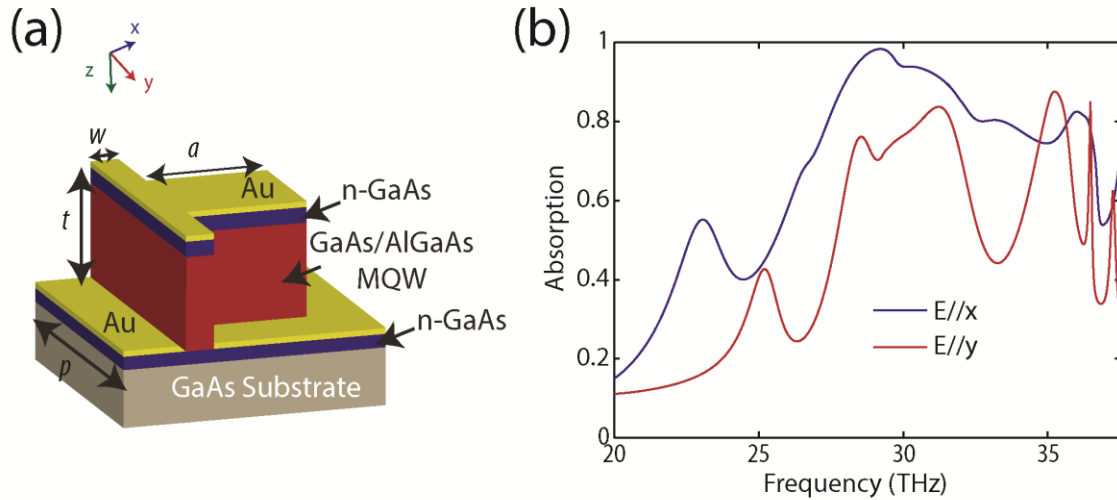 (a)
x
z
y
w
a
Au
n-GaAs
t
GaAs/AlGaAs
MQW
Au
n-GaAs
p
GaAs Substrate
(b)
1
0.8
0.6
0.4
0.2
0
Absorption
E//x
E//y
20
25
30
35
Frequency (THz)